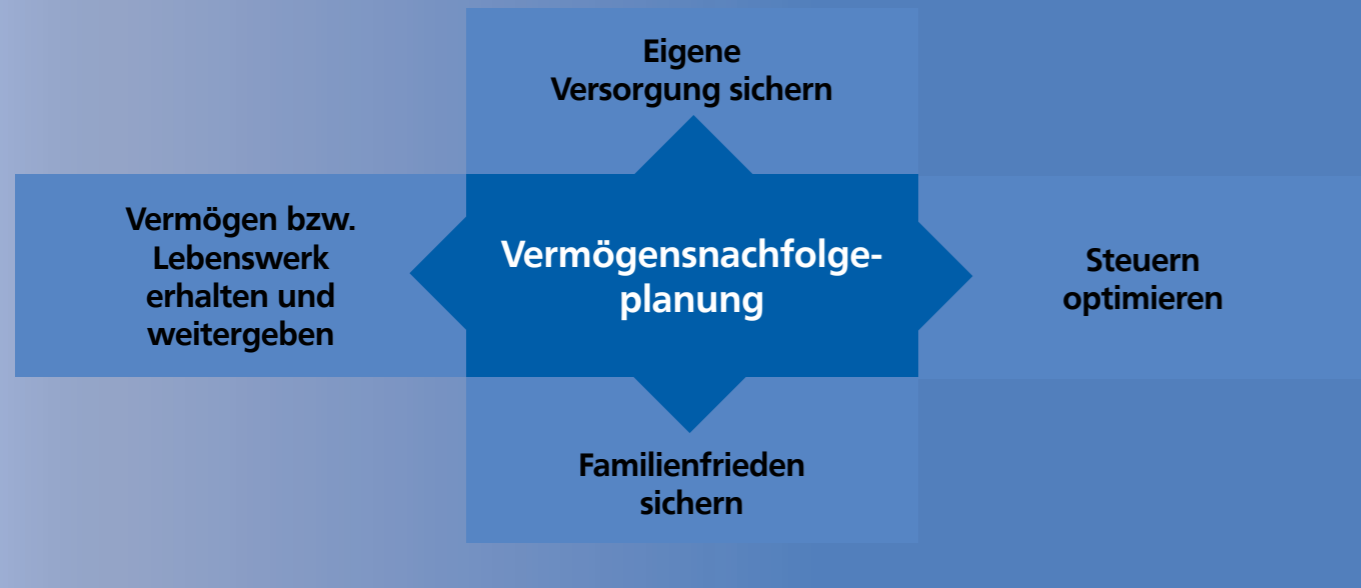 Eigene
Versorgung sichern
Vermögen bzw.
Lebenswerk
erhalten und
weitergeben
Vermögensnachfolge-
planung
Steuern
optimieren
Familienfrieden
sichern